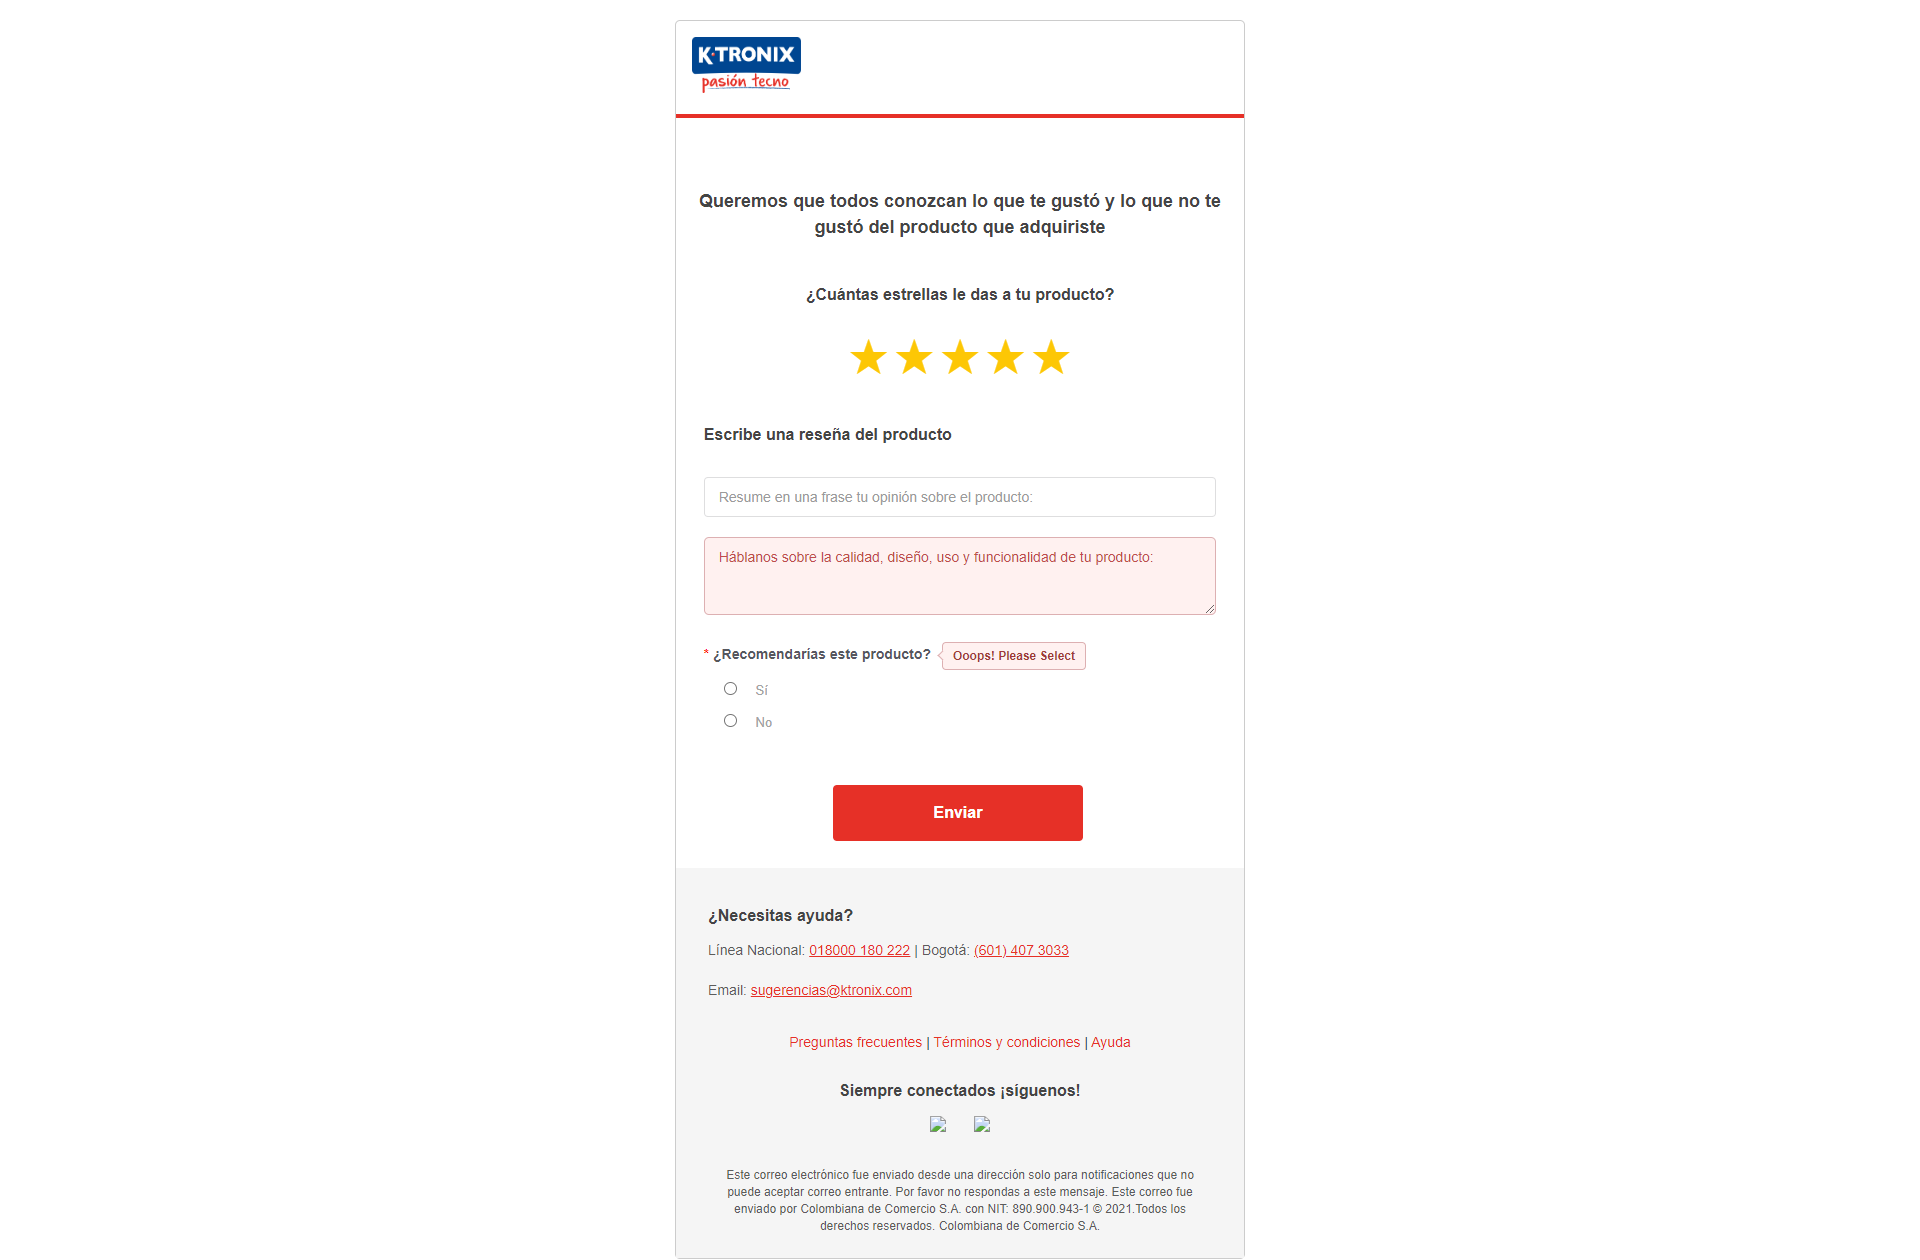 K·TRONIX
pasión tecno
Queremos que todos conozcan lo que te gustó y lo que no te
gustó del producto que adquiriste
¿Cuántas estrellas le das a tu producto?
Escribe una reseña del producto
Resume en una frase tu opinión sobre el producto:
Háblanos sobre la calidad, diseño, uso y funcionalidad de tu producto:
* ¿Recomendarías este producto? Ooops! Please Select
Sí
No
Enviar
¿Necesitas ayuda?
Línea Nacional: 018000 180 222 | Bogotá: (601) 407 3033
Email: sugerencias@ktronix.com
Preguntas frecuentes | Términos y condiciones | Ayuda
Siempre conectados ¡síguenos!
Este correo electrónico fue enviado desde una dirección solo para notificaciones que no
puede aceptar correo entrante. Por favor no respondas a este mensaje. Este correo fue
enviado por Colombiana de Comercio S.A. con NIT: 890.900.943-1 © 2021.Todos los
derechos reservados. Colombiana de Comercio S.A.